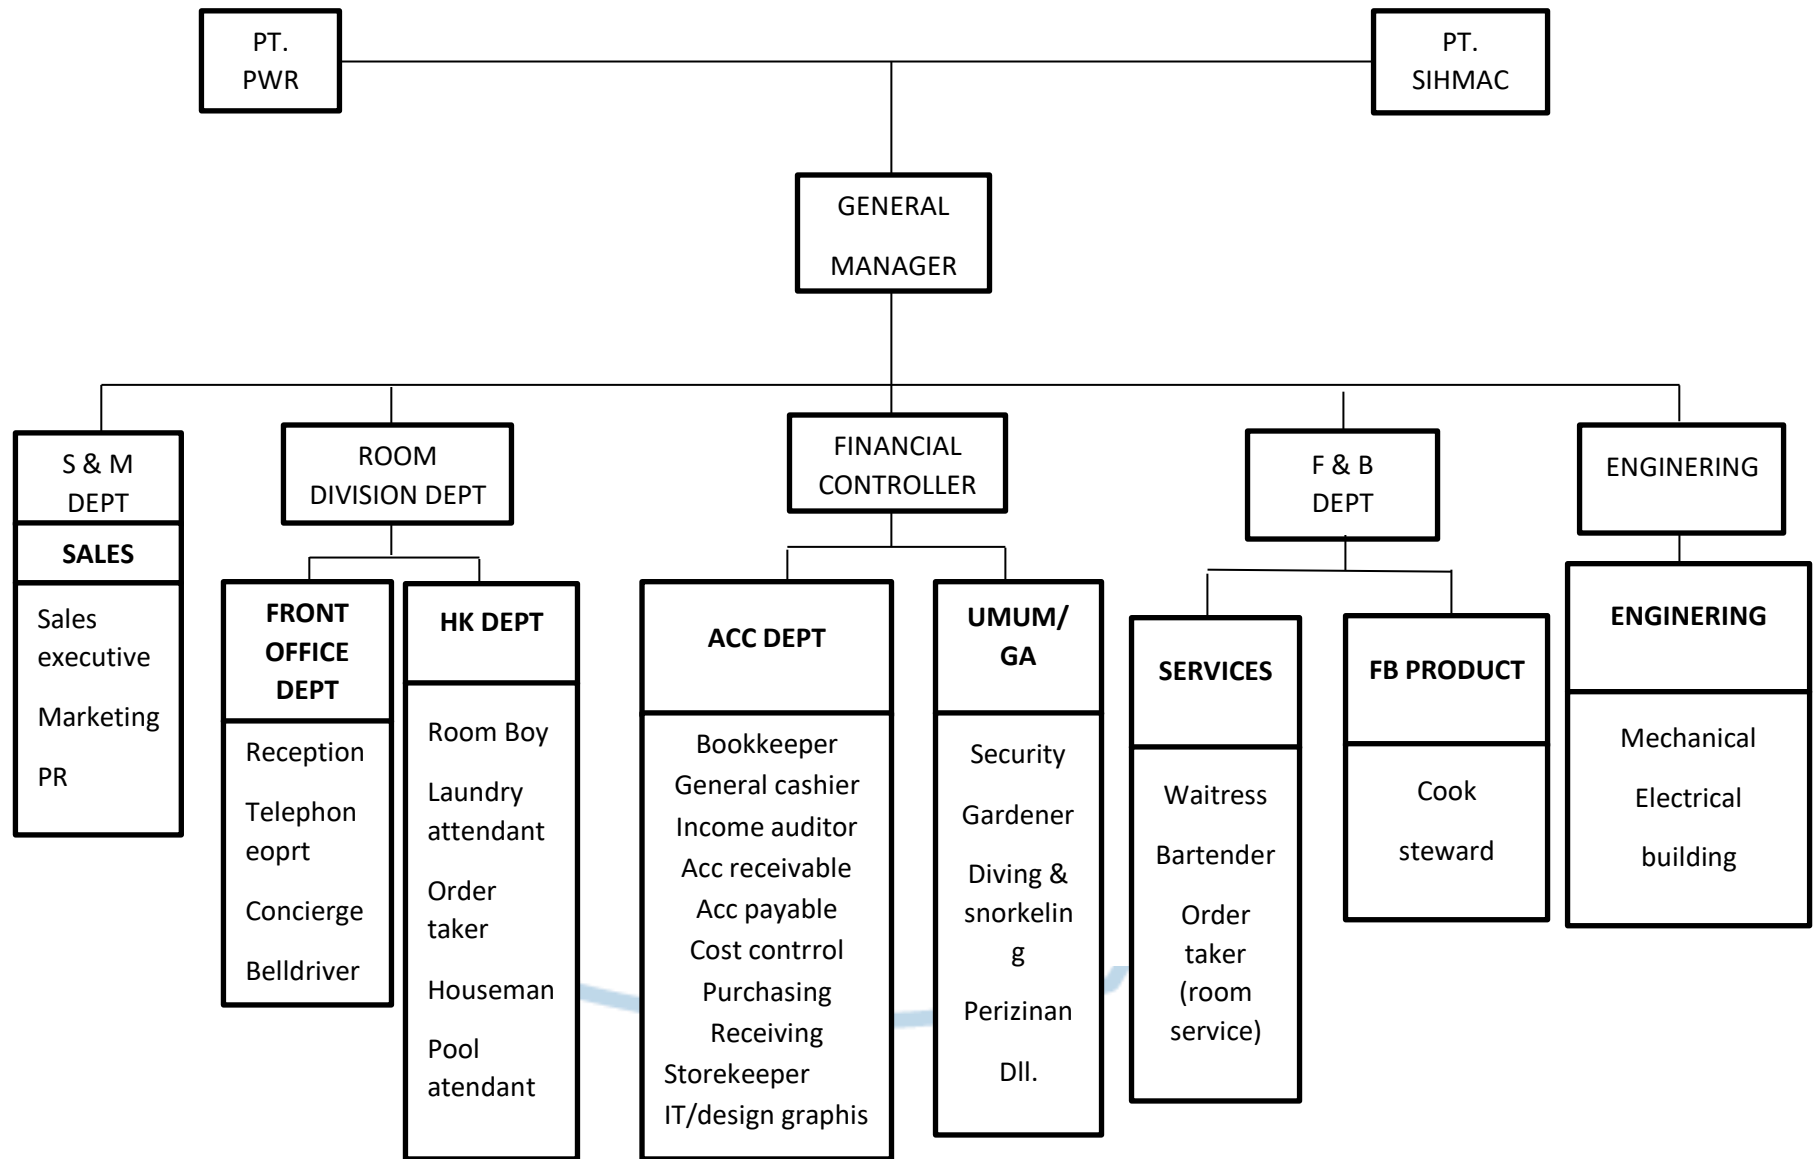 PT.
PWR
PT.
SIHMAC
GENERAL
MANAGER
S & M
DEPT
ROOM
DIVISION DEPT
FINANCIAL
CONTROLLER
F & B
DEPT
ENGINERING
SALES
Sales
executive
Marketing
PR
FRONT
OFFICE
DEPT
Reception
Telephon
eoprt
Concierge
Belldriver
HK DEPT
Room Boy
Laundry
attendant
Order
taker
Houseman
Pool
atendant
ACC DEPT
Bookkeeper
General cashier
Income auditor
Acc receivable
Acc payable
Cost contrrol
Purchasing
Receiving
Storekeeper
IT/design graphis
UMUM/
GA
Security
Gardener
Diving &
snorkelin
g
Perizinan
Dll.
SERVICES
Waitress
Bartender
Order
taker
(room
service)
FB PRODUCT
Cook
steward
ENGINERING
Mechanical
Electrical
building